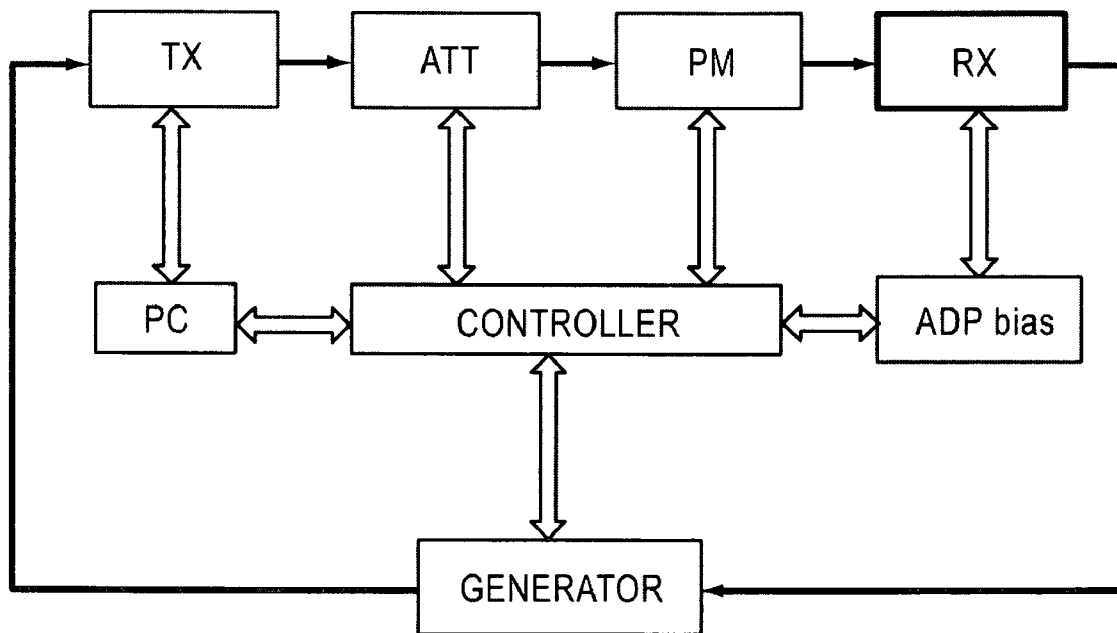 TX
ATT
PM
RX
PC
CONTROLLER
ADP bias
GENERATOR